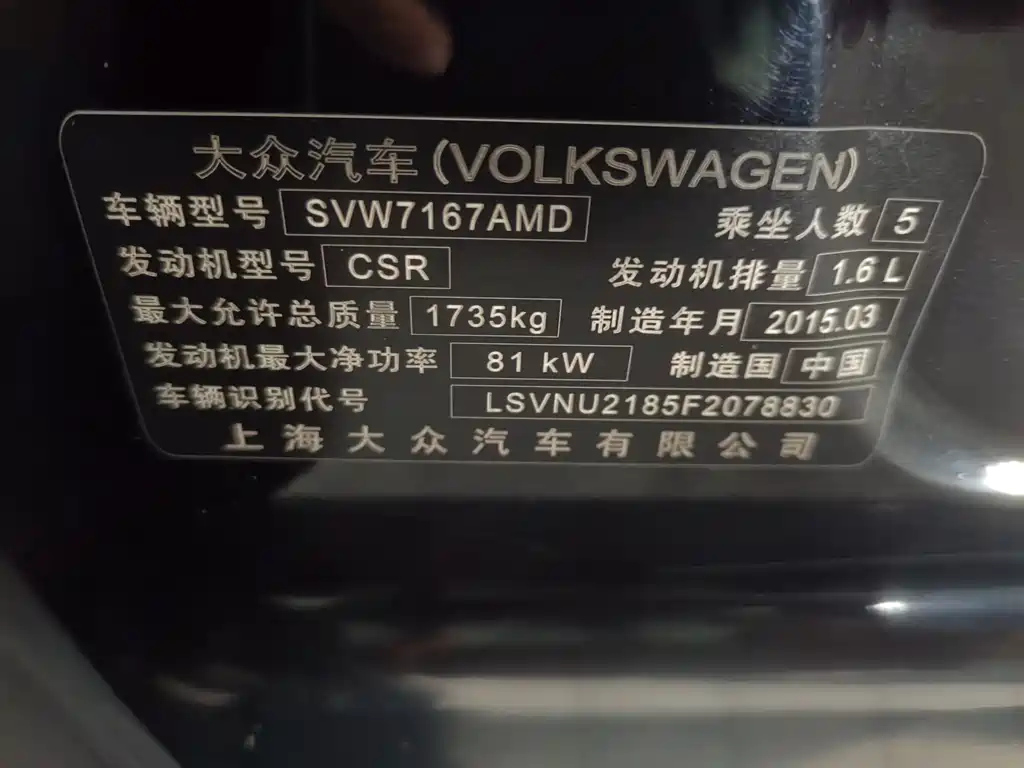 大众汽车(VOLKSWAGEN)
车辆型号 SVW7167AMD 乘坐人数 5
发动机型号 CSR 发动机排量 1.6 L
最大允许总质量 1735kg 制造年月 2015.03
发动机最大净功率 81 kW 制造国 中国
车辆识别代号 LSVNU2185F2078830
上海大众汽车有限公司